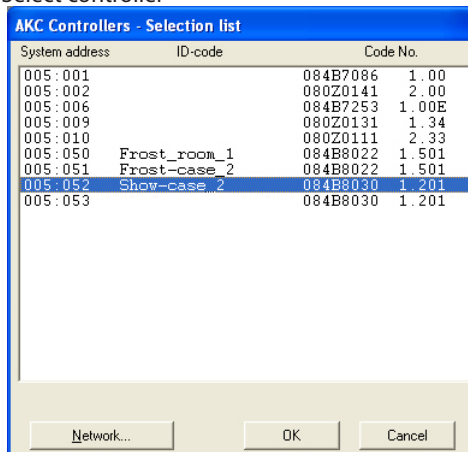 Select controller
AKC Controllers - Selection list
System address ID-code Code No.
005:001 084B7086 1.00
005:002 080Z0141 2.00
005:006 084B7253 1.00E
005:009 080Z0131 1.34
005:010 080Z0111 2.33
005:050 Frost_room_1 084B8022 1.501
005:051 Frost-case_2 084B8022 1.501
005:052 Show-case_2 084B8030 1.201
005:053 084B8030 1.201
Network... OK Cancel